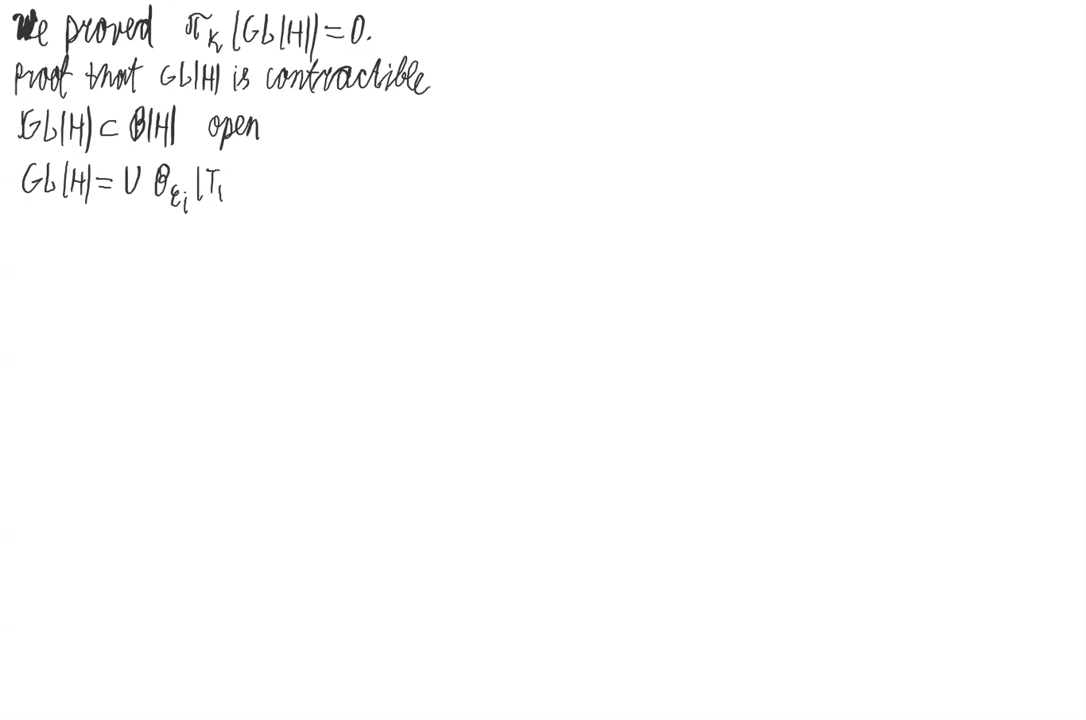 We proved π_k(GL(H))=0.
Proof that GL(H) is contractible
GL(H) ⊂ B(H) open
GL(H) = ∪ B_{ε_i}(T_i